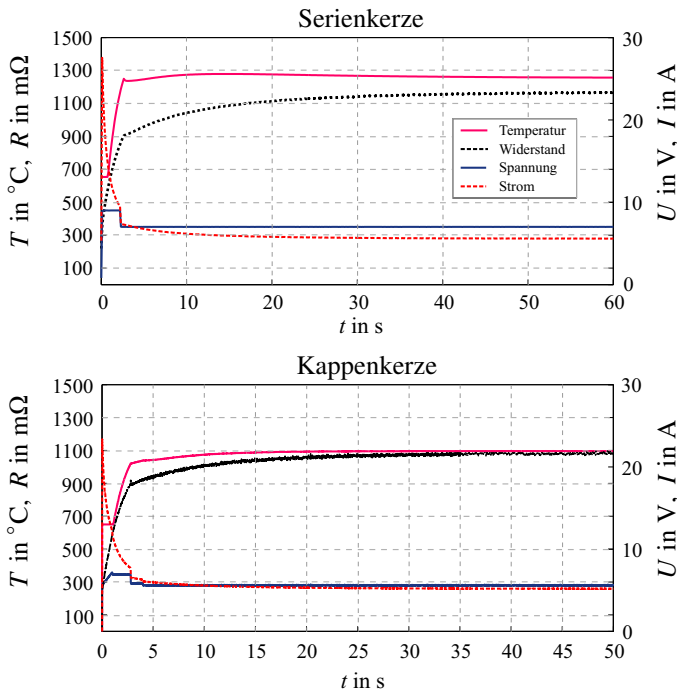 Serienkerze
T in °C, R in mΩ
1500
1300
1100
900
700
500
300
100
30
20
10
0
U in V, I in A
Temperatur
Widerstand
Spannung
Strom
0 10 20 30 40 50 60
t in s
Kappenkerze
T in °C, R in mΩ
1500
1300
1100
900
700
500
300
100
30
20
10
0
U in V, I in A
0 5 10 15 20 25 30 35 40 45 50
t in s